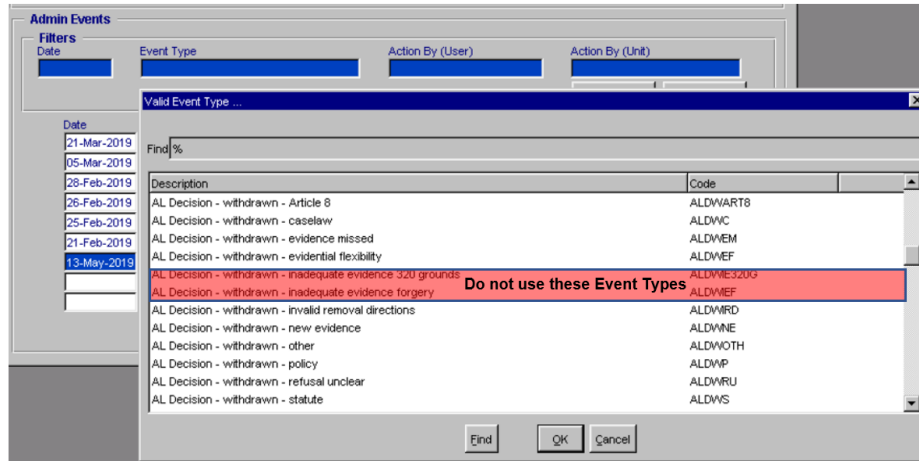 Admin Events
Filters
Date Event Type Action By (User) Action By (Unit)
Valid Event Type ...
Date
21-Mar-2019
05-Mar-2019
28-Feb-2019
26-Feb-2019
25-Feb-2019
21-Feb-2019
13-May-2019
Find %
Description Code
AL Decision - withdrawn - Article 8 ALDWART8
AL Decision - withdrawn - caselaw ALDWC
AL Decision - withdrawn - evidence missed ALDWEM
AL Decision - withdrawn - evidential flexibility ALDWEF
AL Decision - withdrawn - inadequate evidence 320 grounds ALDWIE320G
Do not use these Event Types
AL Decision - withdrawn - inadequate evidence forgery ALDWIEF
AL Decision - withdrawn - invalid removal directions ALDWIRD
AL Decision - withdrawn - new evidence ALDWNE
AL Decision - withdrawn - other ALDWOTH
AL Decision - withdrawn - policy ALDWP
AL Decision - withdrawn - refusal unclear ALDWRU
AL Decision - withdrawn - statute ALDWS
Find OK Cancel